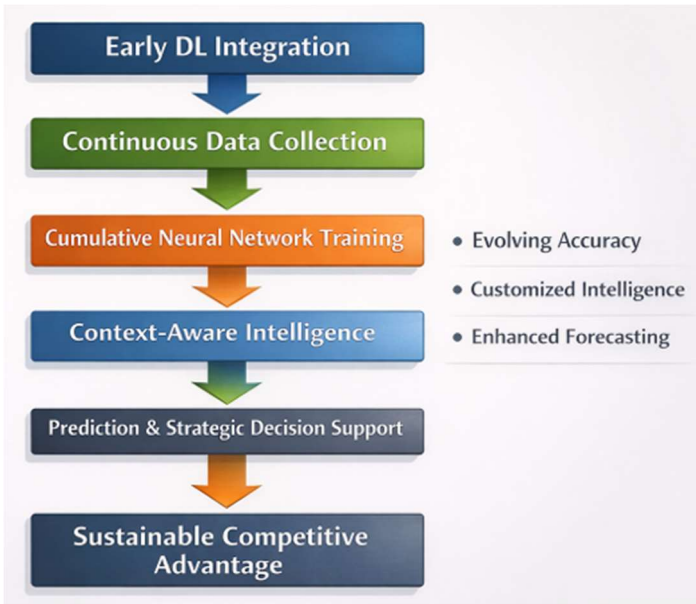 Early DL Integration
Continuous Data Collection
Cumulative Neural Network Training
• Evolving Accuracy
• Customized Intelligence
Context-Aware Intelligence
• Enhanced Forecasting
Prediction & Strategic Decision Support
Sustainable Competitive
Advantage